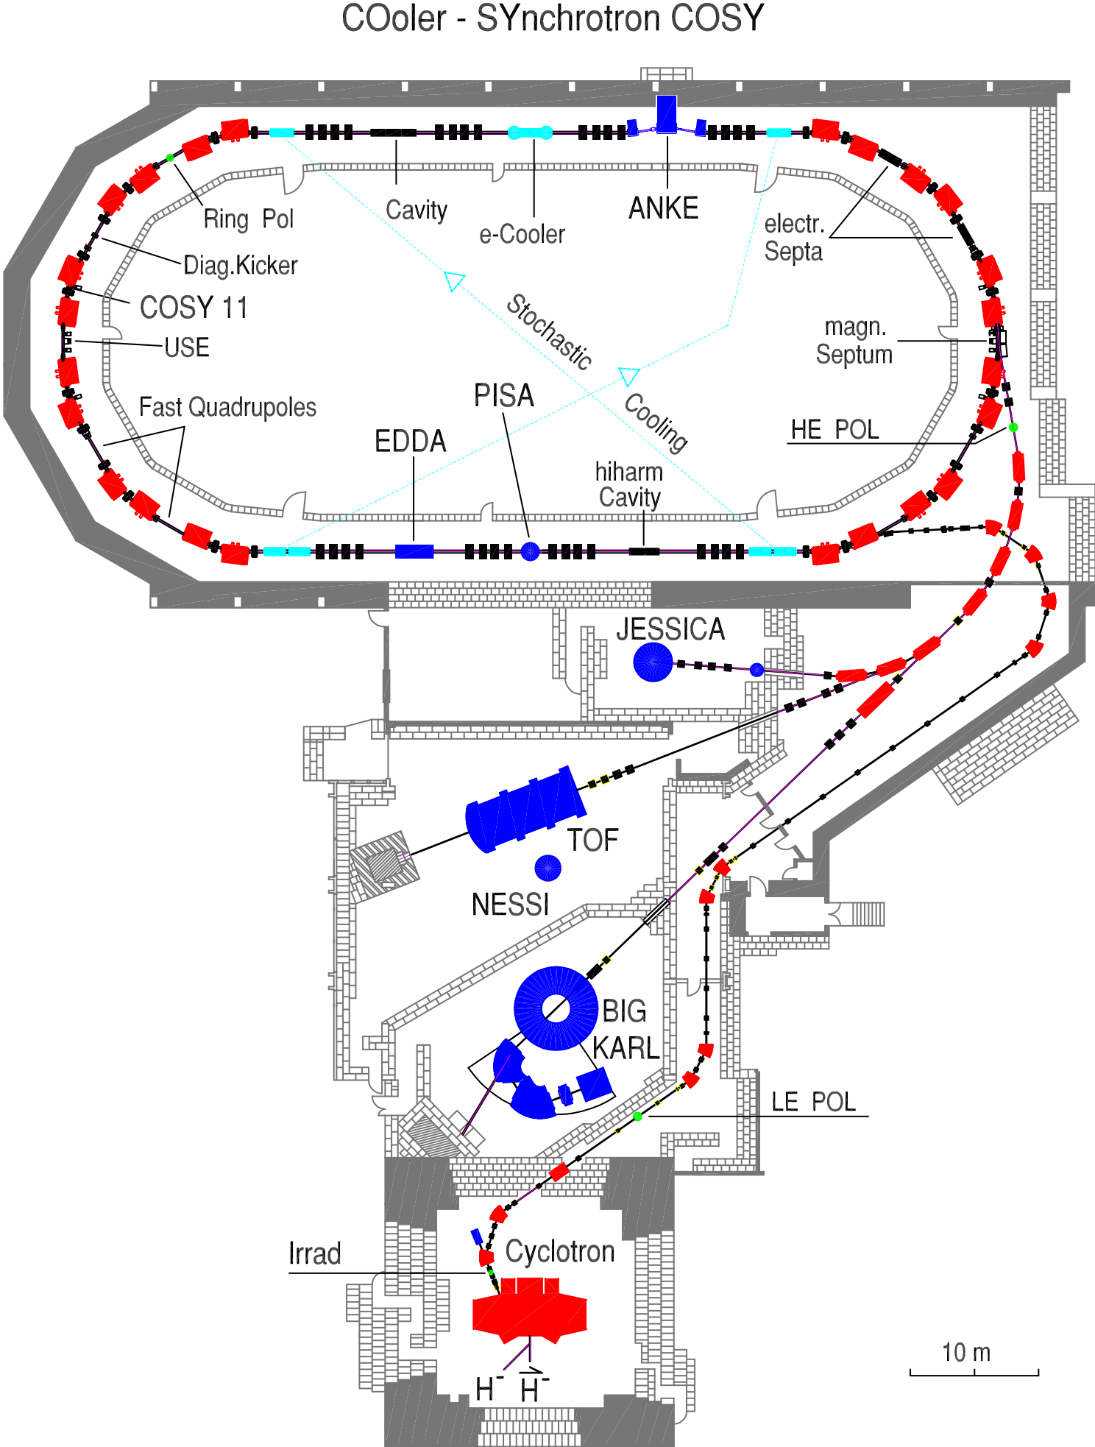 COoler - SYnchrotron COSY
Ring Pol
Cavity
e-Cooler
ANKE
electr.
Septa
Diag.Kicker
COSY 11
USE
Stochastic
Cooling
magn.
Septum
Fast Quadrupoles
PISA
EDDA
HE POL
hiharm
Cavity
JESSICA
TOF
NESSI
BIG
KARL
LE POL
Irrad
Cyclotron
10 m
H⁻ H⁻